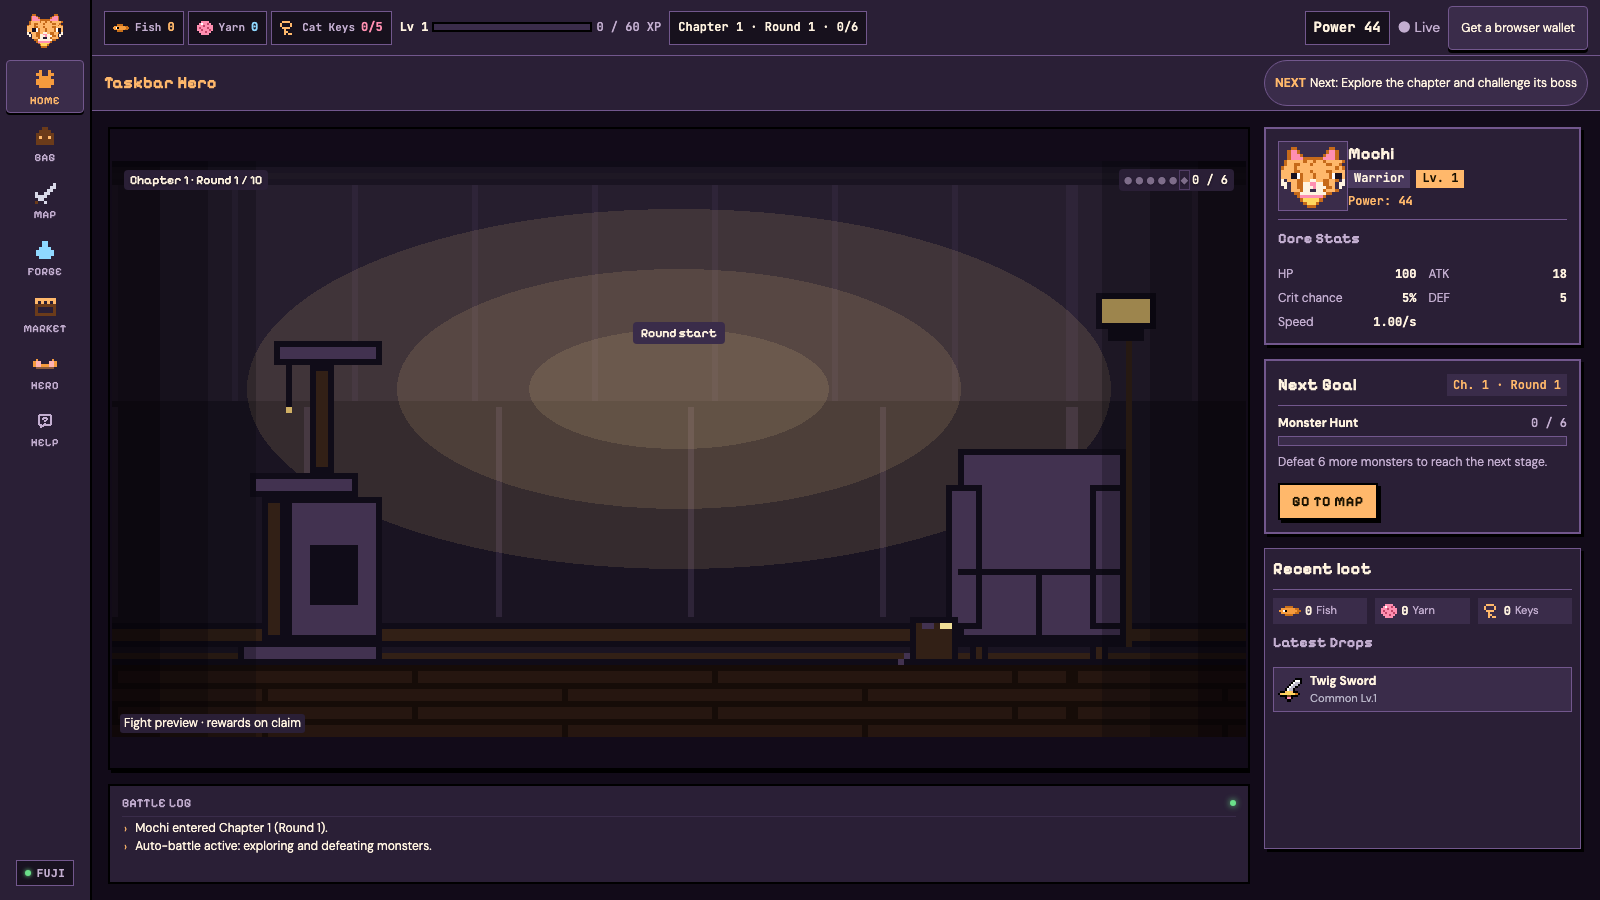 Fish 0
Yarn 0
Cat Keys 0/5
Lv 1
0 / 60 XP
Chapter 1 · Round 1 · 0/6
Power 44
Live
Get a browser wallet
HOME
BAG
MAP
FORGE
MARKET
HERO
HELP
FUJI
Taskbar Hero
NEXT Next: Explore the chapter and challenge its boss
Chapter 1 · Round 1 / 10
0 / 6
Round start
Fight preview · rewards on claim
BATTLE LOG
› Mochi entered Chapter 1 (Round 1).
› Auto-battle active: exploring and defeating monsters.
Mochi
Warrior Lv. 1
Power: 44
Core Stats
HP 100 ATK 18
Crit chance 5% DEF 5
Speed 1.00/s
Next Goal
Ch. 1 · Round 1
Monster Hunt 0 / 6
Defeat 6 more monsters to reach the next stage.
GO TO MAP
Recent loot
0 Fish
0 Yarn
0 Keys
Latest Drops
Twig Sword
Common Lv.1